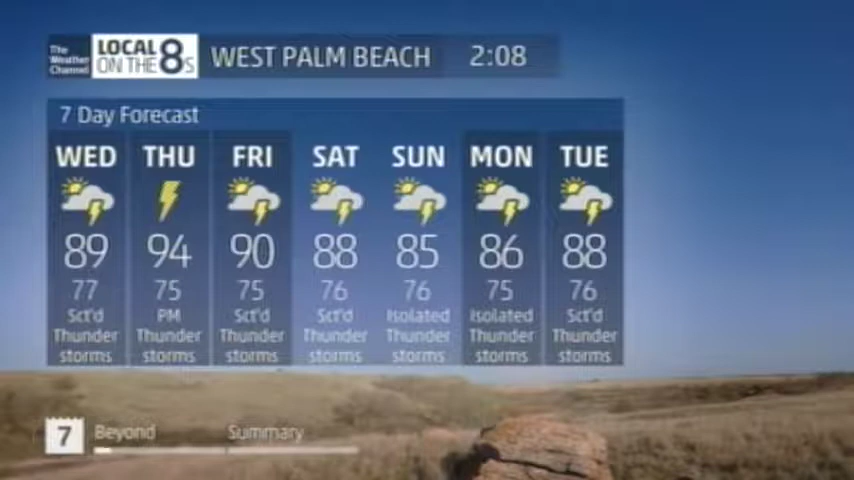 The Weather Channel LOCAL ON THE 8s WEST PALM BEACH 2:08
7 Day Forecast
WED THU FRI SAT SUN MON TUE
89 94 90 88 85 86 88
77 75 75 76 76 75 76
Sct'd PM Sct'd Sct'd Isolated Isolated Sct'd
Thunder Thunder Thunder Thunder Thunder Thunder Thunder
storms storms storms storms storms storms storms
7 Beyond Summary